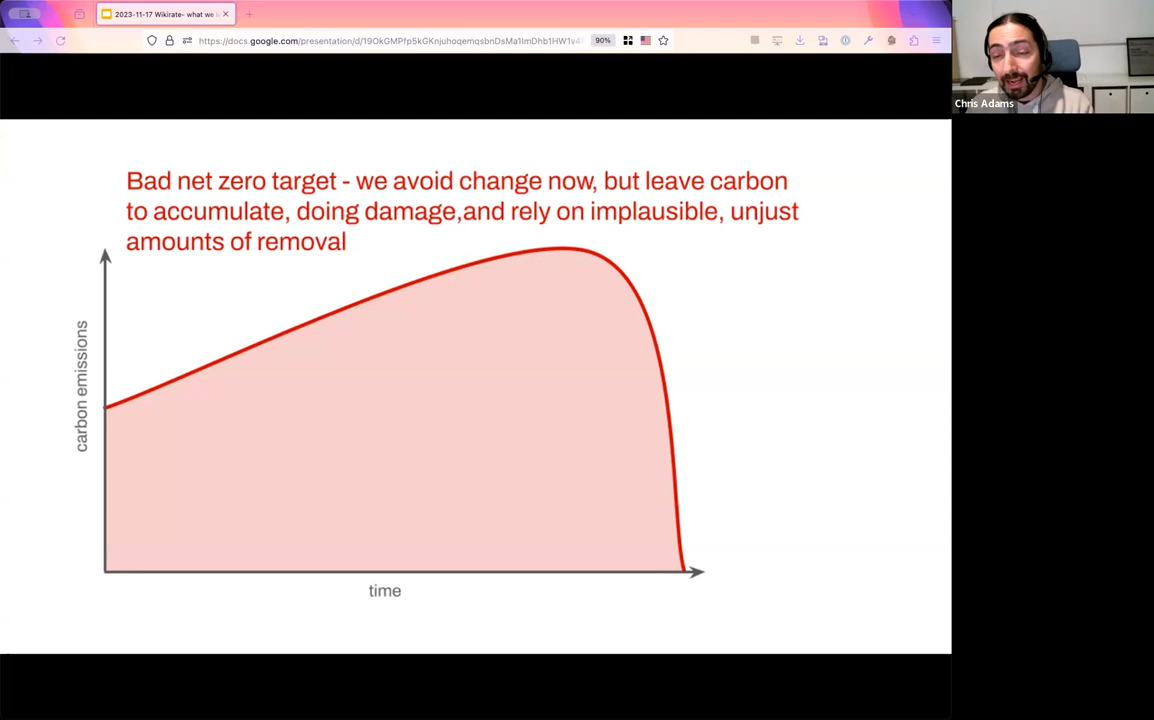 2023-11-17 Wikirate- what we
https://docs.google.com/presentation/d/19OkGMPfp5kGKnjuhoqemqsbnDsMa1ImDhb1HW1v4
90%
Chris Adams
Bad net zero target - we avoid change now, but leave carbon
to accumulate, doing damage,and rely on implausible, unjust
amounts of removal
carbon emissions
time